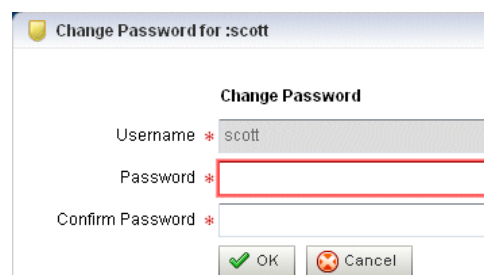 Change Password for :scott
Change Password
Username * scott
Password *
Confirm Password *
OK Cancel